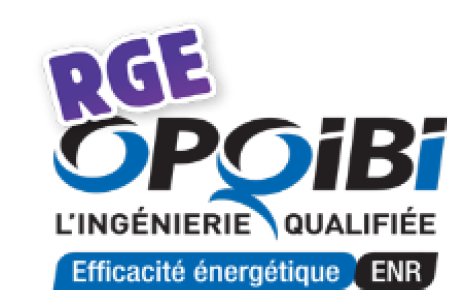 RGE
OPQiBi
L'INGÉNIERIE QUALIFIÉE
Efficacité énergétique ENR